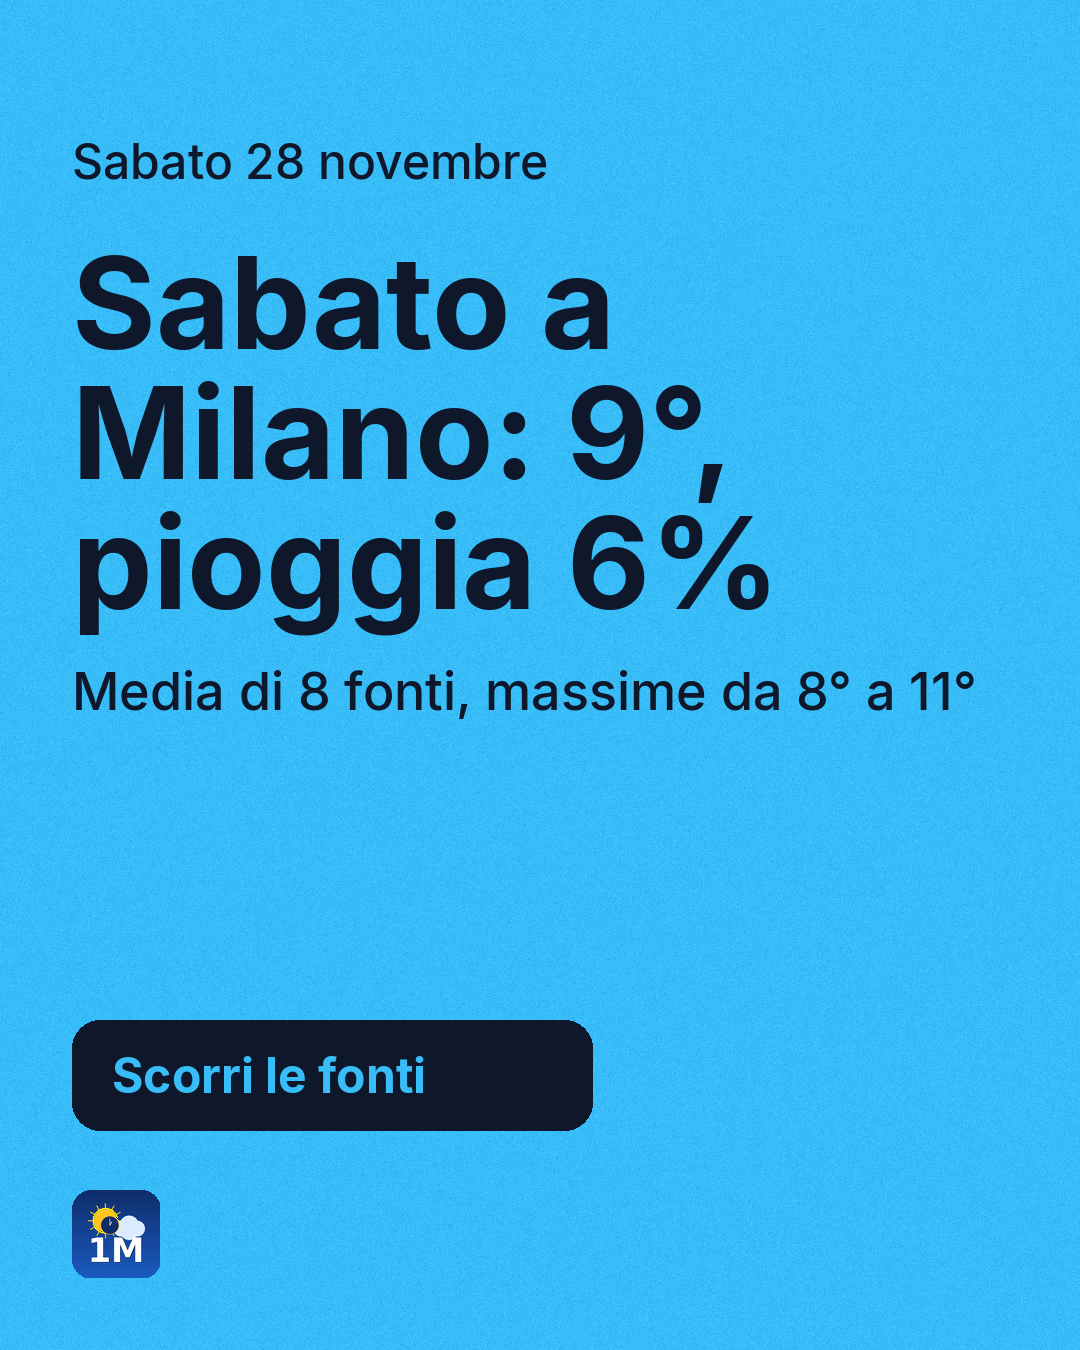 Sabato 28 novembre
Sabato a
Milano: 9°,
pioggia 6%
Media di 8 fonti, massime da 8° a 11°
Scorri le fonti
1M